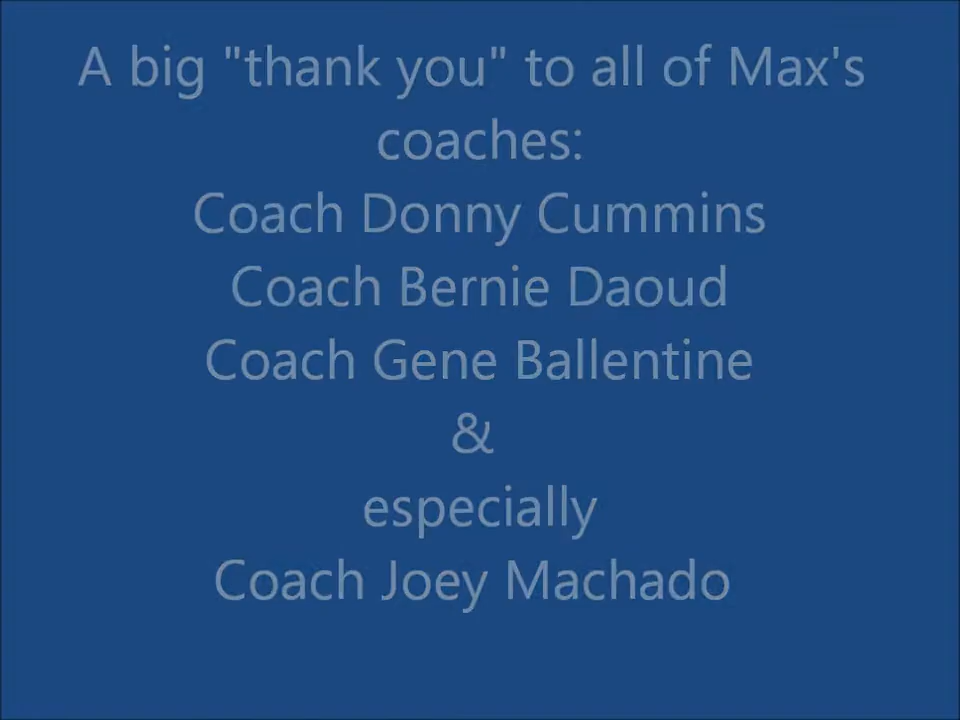 A big "thank you" to all of Max's
coaches:
Coach Donny Cummins
Coach Bernie Daoud
Coach Gene Ballentine
&
especially
Coach Joey Machado